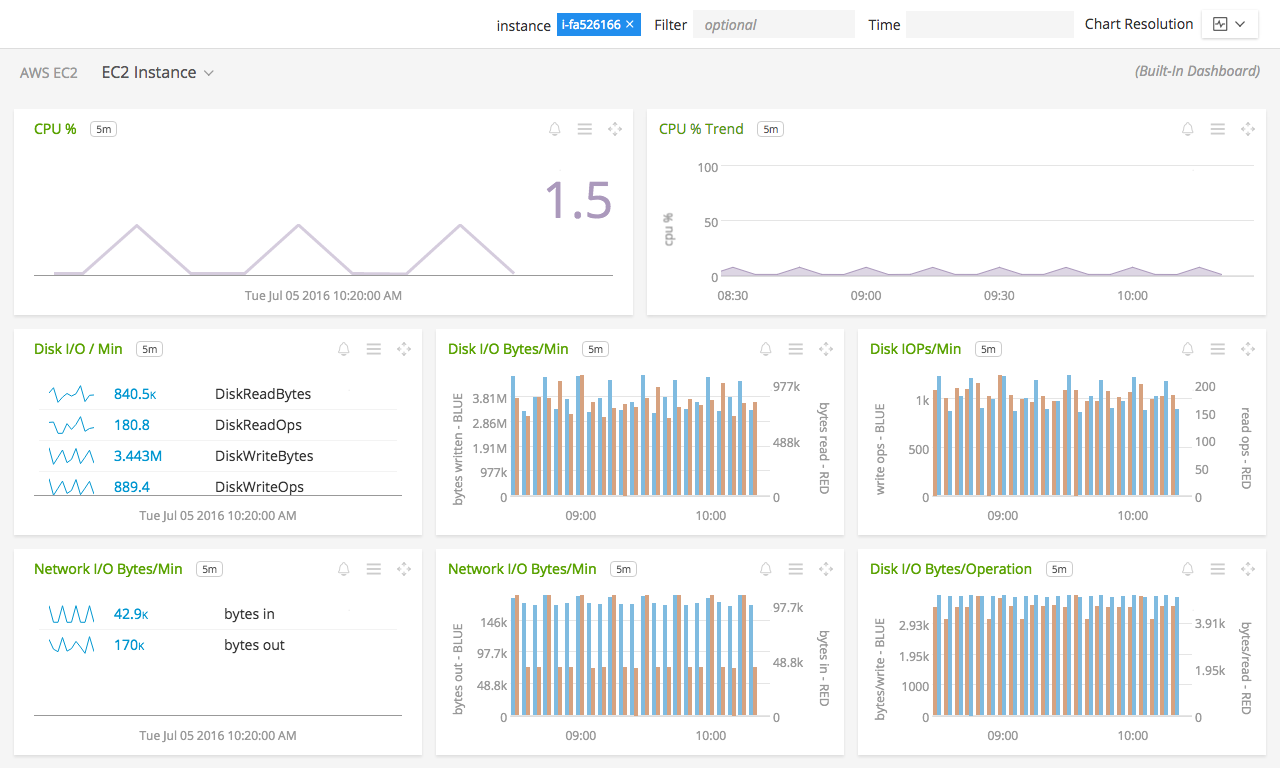 instance i-fa526166 × Filter optional Time Chart Resolution
AWS EC2 EC2 Instance (Built-In Dashboard)
CPU % 5m
1.5
Tue Jul 05 2016 10:20:00 AM
CPU % Trend 5m
cpu %
100
50
0
08:30 09:00 09:30 10:00
Disk I/O / Min 5m
840.5K DiskReadBytes
180.8 DiskReadOps
3.443M DiskWriteBytes
889.4 DiskWriteOps
Tue Jul 05 2016 10:20:00 AM
Disk I/O Bytes/Min 5m
bytes written - BLUE
3.81M
2.86M
1.91M
977k
0
977k
488k
0
bytes read - RED
09:00 10:00
Disk IOPs/Min 5m
write ops - BLUE
1k
500
0
200
150
100
50
0
read ops - RED
09:00 10:00
Network I/O Bytes/Min 5m
42.9K bytes in
170K bytes out
Tue Jul 05 2016 10:20:00 AM
Network I/O Bytes/Min 5m
bytes out - BLUE
146k
97.7k
48.8k
0
97.7k
48.8k
0
bytes in - RED
09:00 10:00
Disk I/O Bytes/Operation 5m
bytes/write - BLUE
2.93k
1.95k
1000
0
3.91k
1.95k
0
bytes/read - RED
09:00 10:00